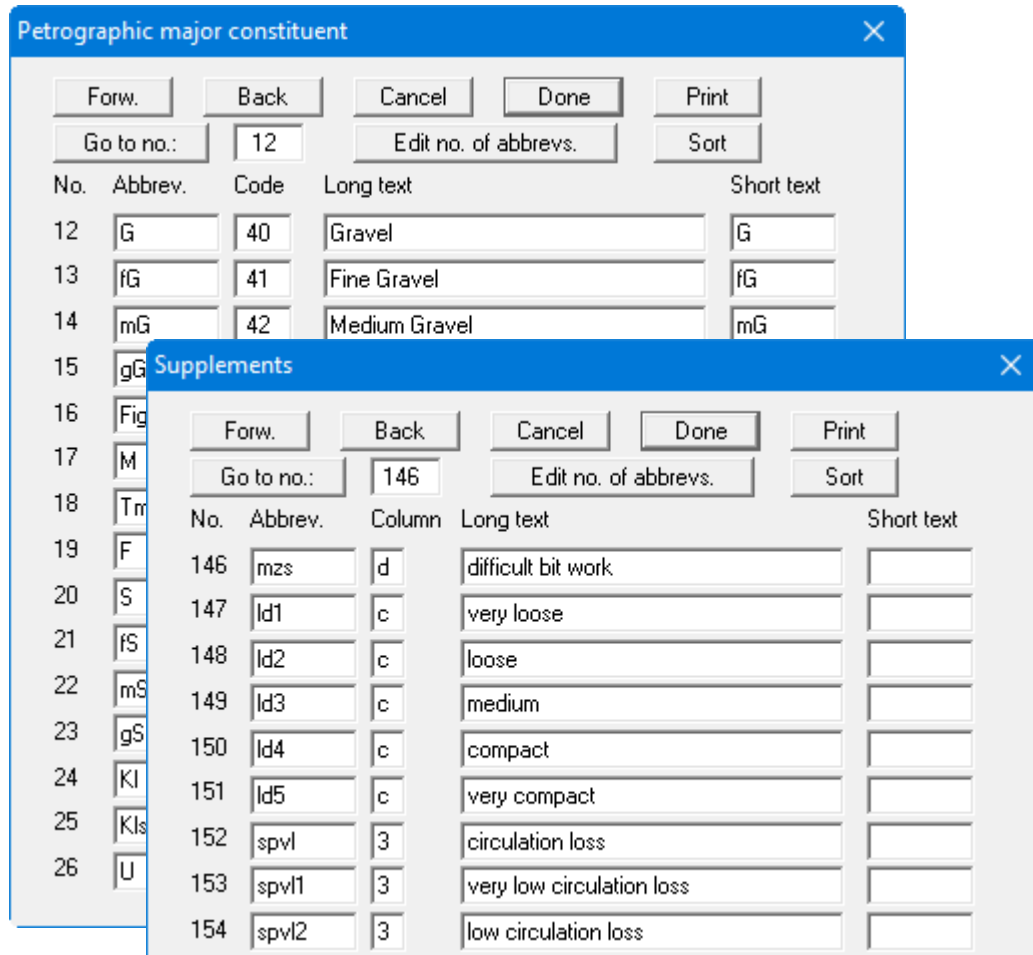 Petrographic major constituent
Forw. Back Cancel Done Print
Go to no.: 12 Edit no. of abbrevs. Sort
No. Abbrev. Code Long text Short text
12 G 40 Gravel G
13 fG 41 Fine Gravel fG
14 mG 42 Medium Gravel mG
15 gG
16 Fig
17 M
18 Tm
19 F
20 S
21 fS
22 mS
23 gS
24 Kl
25 Kls
26 U
Supplements
Forw. Back Cancel Done Print
Go to no.: 146 Edit no. of abbrevs. Sort
No. Abbrev. Column Long text Short text
146 mzs d difficult bit work
147 ld1 c very loose
148 ld2 c loose
149 ld3 c medium
150 ld4 c compact
151 ld5 c very compact
152 spvl 3 circulation loss
153 spvl1 3 very low circulation loss
154 spvl2 3 low circulation loss